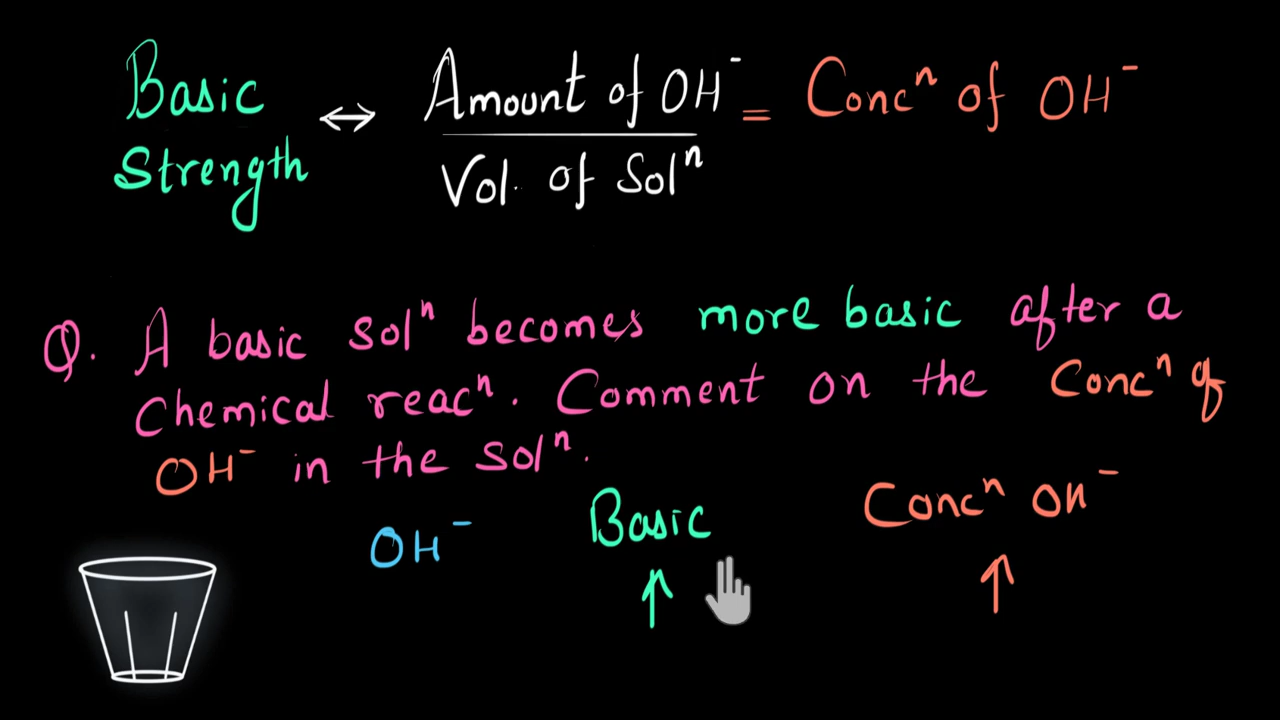 Basic
Strength
↔ Amount of OH⁻ / Vol. of Solⁿ = Concⁿ of OH⁻
Q. A basic solⁿ becomes more basic after a
Chemical reacⁿ. Comment on the Concⁿ of
OH⁻ in the solⁿ.
OH⁻ Basic Concⁿ OH⁻
↑ ↑